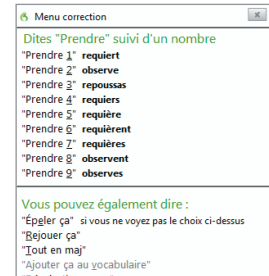 Menu correction
Dites "Prendre" suivi d'un nombre
"Prendre 1" requiert
"Prendre 2" observe
"Prendre 3" repoussas
"Prendre 4" requiers
"Prendre 5" requière
"Prendre 6" requièrent
"Prendre 7" requières
"Prendre 8" observent
"Prendre 9" observes
Vous pouvez également dire :
"Épeler ça" si vous ne voyez pas le choix ci-dessus
"Rejouer ça"
"Tout en maj"
"Ajouter ça au vocabulaire"